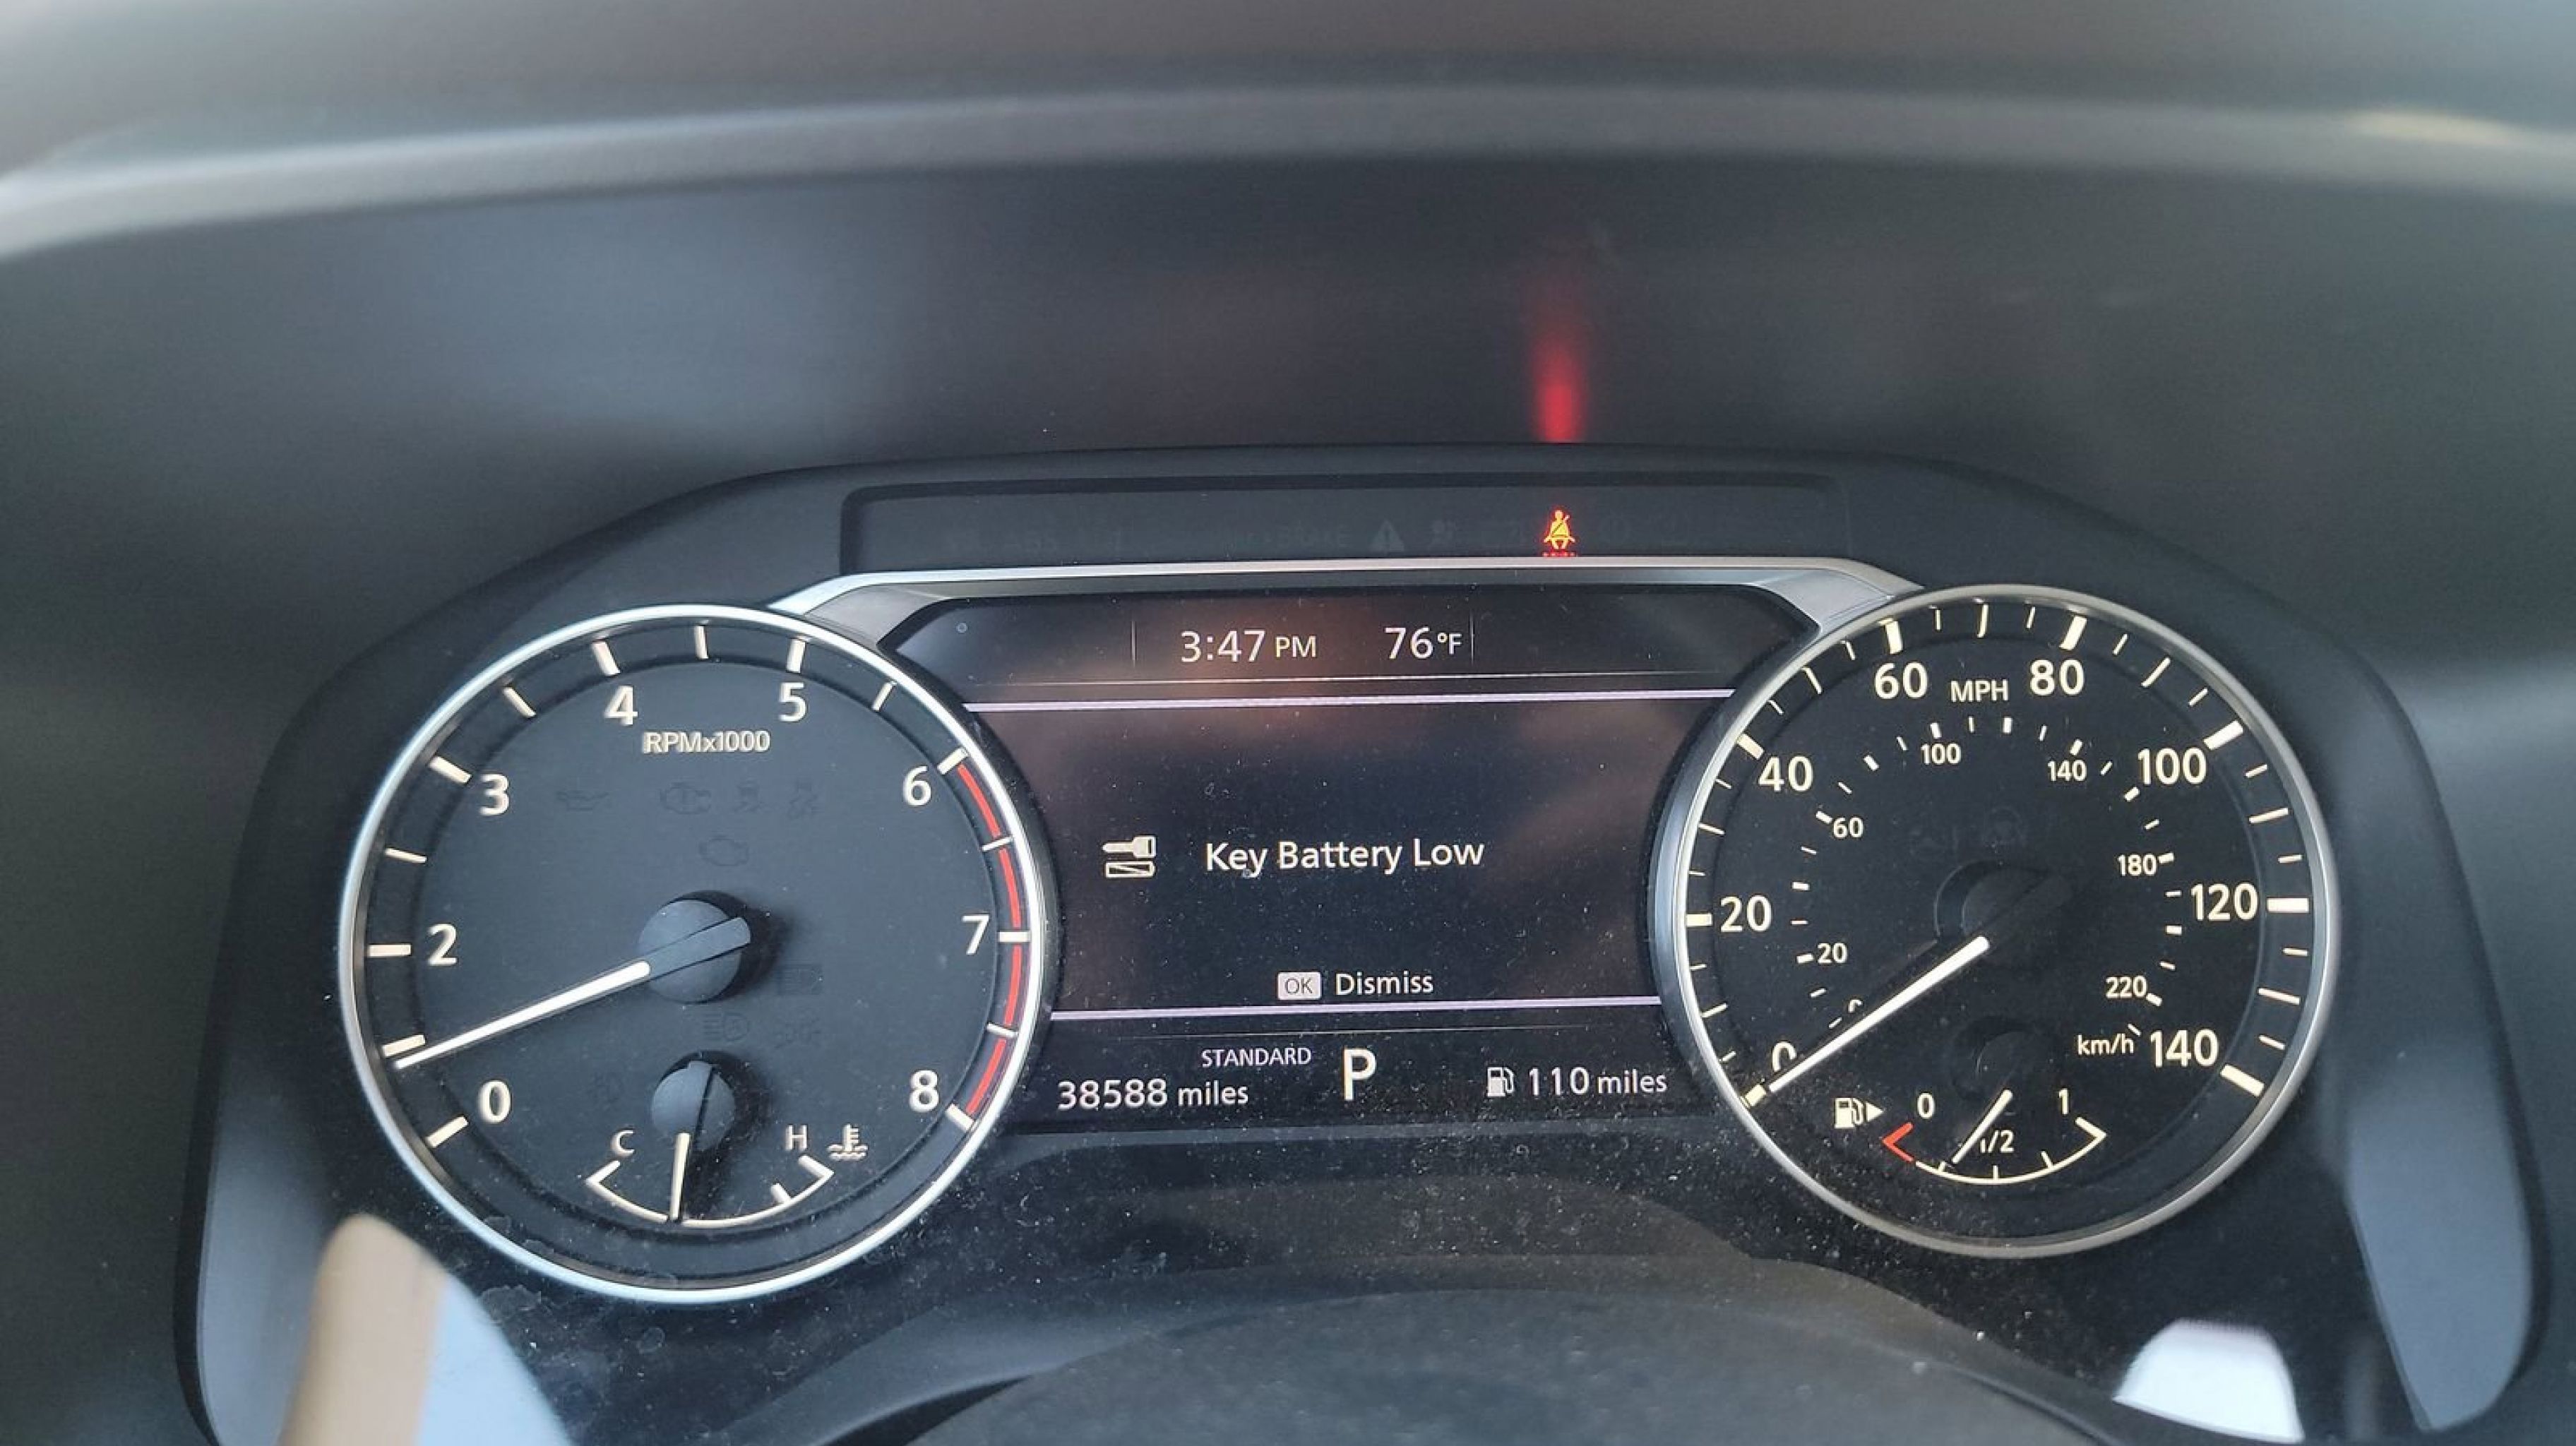 3:47 PM 76°F
4 5
RPMx1000
3 6
2 7
0 8
C H
Key Battery Low
OK Dismiss
STANDARD
38588 miles P 110 miles
60 MPH 80
40 100
20 120
0 140
100 140
60 180
20 220
0 km/h
0 1/2 1